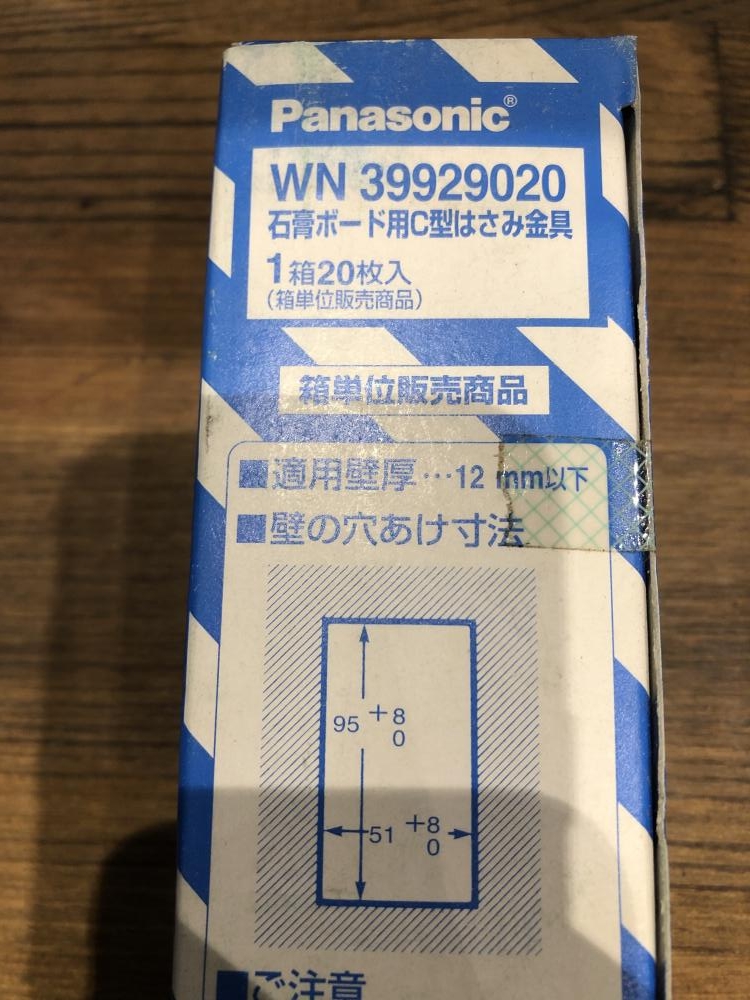 Panasonic®
WN 39929020
石膏ボード用C型はさみ金具
1箱20枚入
(箱単位販売商品)
箱単位販売商品
■適用壁厚…12 mm以下
■壁の穴あけ寸法
95 +8 0
51 +8 0
■ご注意